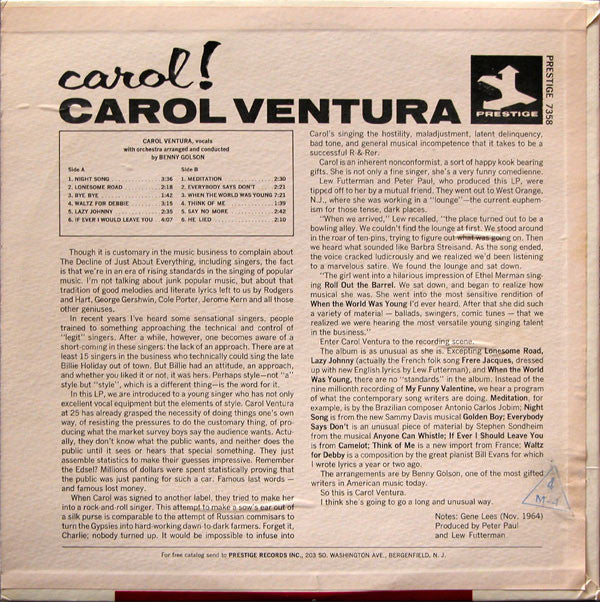 carol!
CAROL VENTURA
PRESTIGE
PRESTIGE 7358
CAROL VENTURA, vocals
with orchestra arranged and conducted
by BENNY GOLSON
Side A
1. NIGHT SONG . . . . . . . . . . . . 3:36
2. LONESOME ROAD . . . . . . . . 2:18
3. BYE BYE . . . . . . . . . . . . . . . 1:42
4. WALTZ FOR DEBBIE . . . . . . . 3:15
5. LAZY JOHNNY . . . . . . . . . . . 2:35
6. IF EVER I WOULD LEAVE YOU . . 4:07
Side B
1. MEDITATION . . . . . . . . . . . . . 2:30
2. EVERYBODY SAYS DON'T . . . . 2:21
3. WHEN THE WORLD WAS YOUNG 7:21
4. THINK OF ME . . . . . . . . . . . . 1:39
5. SAY NO MORE . . . . . . . . . . . 2:42
6. HE LIED . . . . . . . . . . . . . . . . 2:10
Though it is customary in the music business to complain about
The Decline of Just About Everything, including singers, the fact
is that we're in an era of rising standards in the singing of popular
music. I'm not talking about junk popular music, but about that
tradition of good melodies and literate lyrics left to us by Rodgers
and Hart, George Gershwin, Cole Porter, Jerome Kern and all those
other geniuses.
In recent years I've heard some sensational singers, people
trained to something approaching the technical and control of
"legit" singers. After a while, however, one becomes aware of a
short-coming in these singers: the lack of an approach. There are at
least 15 singers in the business who technically could sing the late
Billie Holiday out of town. But Billie had an attitude, an approach,
and whether you liked it or not, it was hers. Perhaps style—not "a"
style but "style", which is a different thing—is the word for it.
In this LP, we are introduced to a young singer who has not only
excellent vocal equipment but the elements of style. Carol Ventura
at 25 has already grasped the necessity of doing things one's own
way, of resisting the pressures to do the customary thing, of pro-
ducing what the market survey boys say the audience wants. Actu-
ally, they don't know what the public wants, and neither does the
public until it sees or hears that special something. They just
assemble statistics to make their guesses impressive. Remember
the Edsel? Millions of dollars were spent statistically proving that
the public was just panting for such a car. Famous last words —
and famous lost money.
When Carol was signed to another label, they tried to make her
into a rock-and-roll singer. This attempt to make a sow's ear out of
a silk purse is comparable to the attempt of Russian commisars to
turn the Gypsies into hard-working dawn-to-dark farmers. Forget it,
Charlie; nobody turned up. It would be impossible to infuse into
Carol's singing the hostility, maladjustment, latent delinquency,
bad tone, and general musical incompetence that it takes to be a
successful R-&-Rer.
Carol is an inherent nonconformist, a sort of happy kook bearing
gifts. She is not only a fine singer, she's a very funny comedienne.
Lew Futterman and Peter Paul, who produced this LP, were
tipped off to her by a mutual friend. They went out to West Orange,
N.J., where she was working in a "lounge"—the current euphem-
ism for those tense, dark places.
"When we arrived," Lew recalled, "the place turned out to be a
bowling alley. We couldn't find the lounge at first. We stood around
in the roar of ten-pins, trying to figure out what was going on. Then
we heard what sounded like Barbra Streisand. As the song ended,
the voice cracked ludicrously and we realized we'd been listening
to a marvelous satire. We found the lounge and sat down.
"The girl went into a hilarious impression of Ethel Merman sing-
ing Roll Out the Barrel. We sat down, and began to realize how
musical she was. She went into the most sensitive rendition of
When the World Was Young I'd ever heard. After that she did such
a variety of material — ballads, swingers, comic tunes — that we
realized we were hearing the most versatile young singing talent
in the business."
Enter Carol Ventura to the recording scene.
The album is as unusual as she is. Excepting Lonesome Road,
Lazy Johnny (actually the French folk song Frere Jacques, dressed
up with new English lyrics by Lew Futterman), and When the World
Was Young, there are no "standards" in the album. Instead of the
nine millionth recording of My Funny Valentine, we hear a program
of what the contemporary song writers are doing. Meditation, for
example, is by the Brazilian composer Antonio Carlos Jobim; Night
Song is from the new Sammy Davis musical Golden Boy; Everybody
Says Don't is an unusual piece of material by Stephen Sondheim
from the musical Anyone Can Whistle; If Ever I Should Leave You
is from Camelot; Think of Me is a new import from France; Waltz
for Debby is a composition by the great pianist Bill Evans for which
I wrote lyrics a year or two ago.
The arrangements are by Benny Golson, one of the most gifted
writers in American music today.
So this is Carol Ventura.
I think she's going to go a long and unusual way.
Notes: Gene Lees (Nov. 1964)
Produced by Peter Paul
and Lew Futterman
For free catalog send to PRESTIGE RECORDS INC., 203 SO. WASHINGTON AVE., BERGENFIELD, N. J.